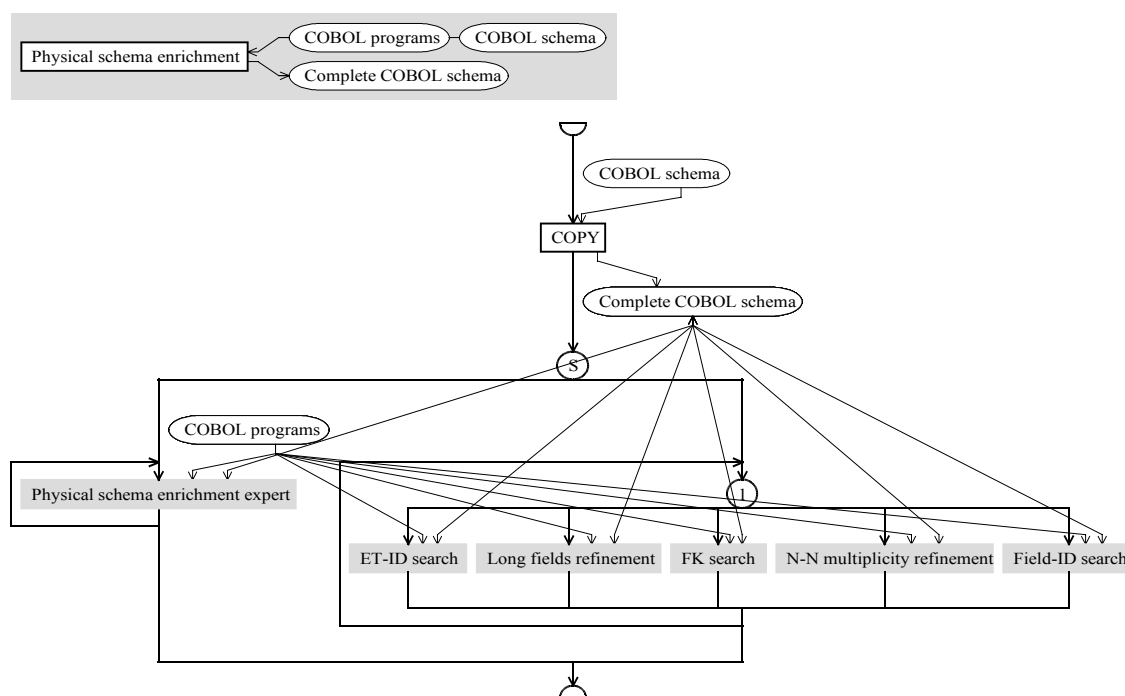 COBOL programs
COBOL schema
Physical schema enrichment
Complete COBOL schema
COBOL schema
COPY
Complete COBOL schema
S
COBOL programs
Physical schema enrichment expert
1
ET-ID search
Long fields refinement
FK search
N-N multiplicity refinement
Field-ID search